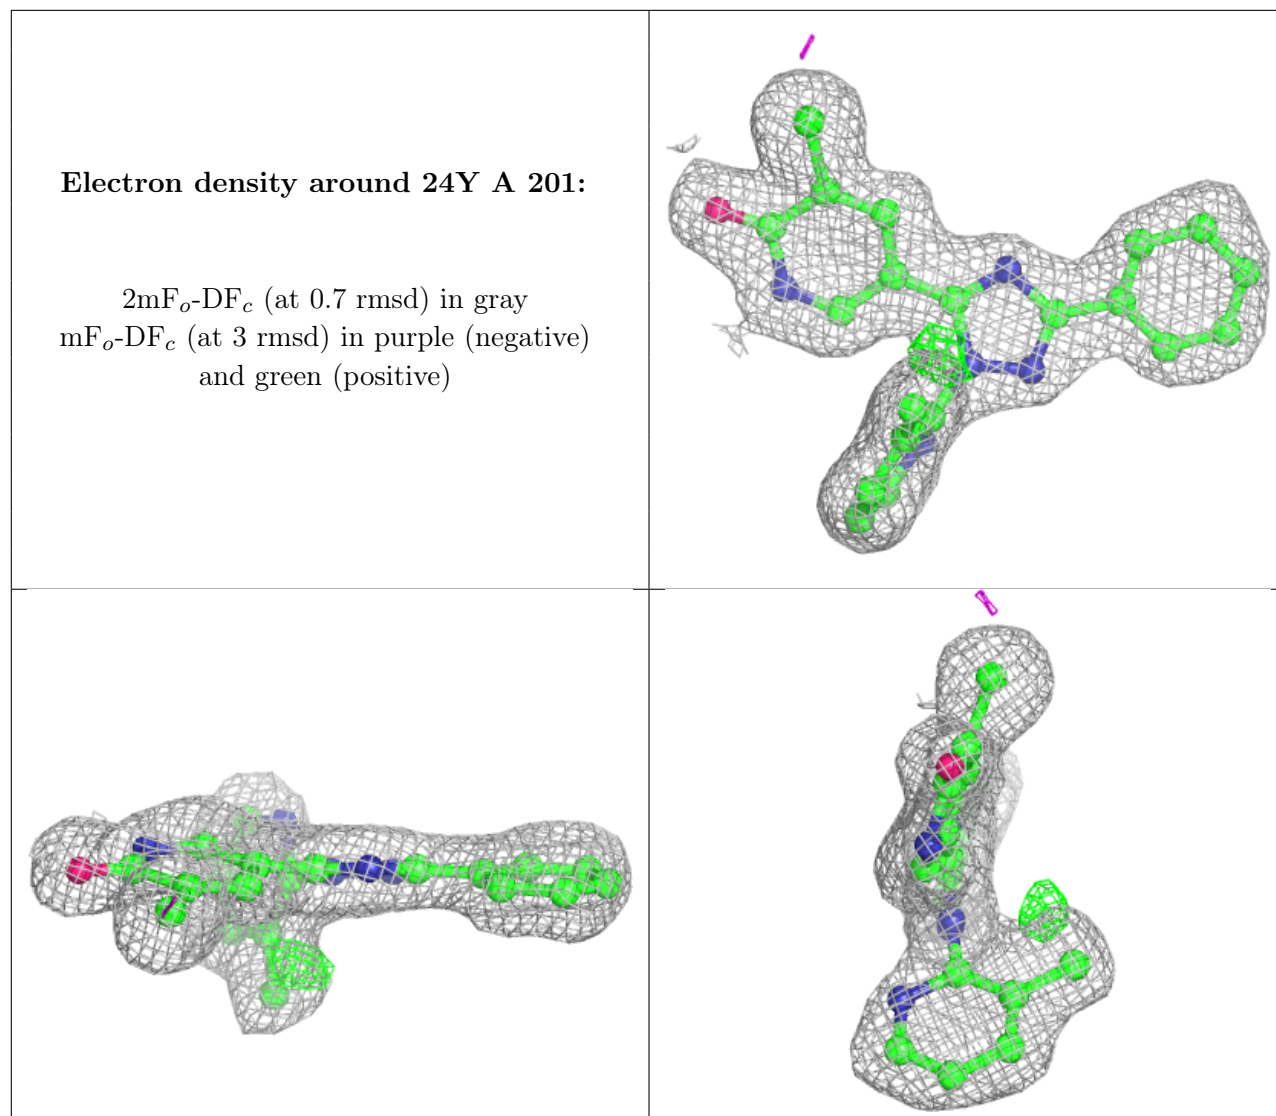 Electron density around 24Y A 201:
2mFo-DFc (at 0.7 rmsd) in gray
mFo-DFc (at 3 rmsd) in purple (negative)
and green (positive)